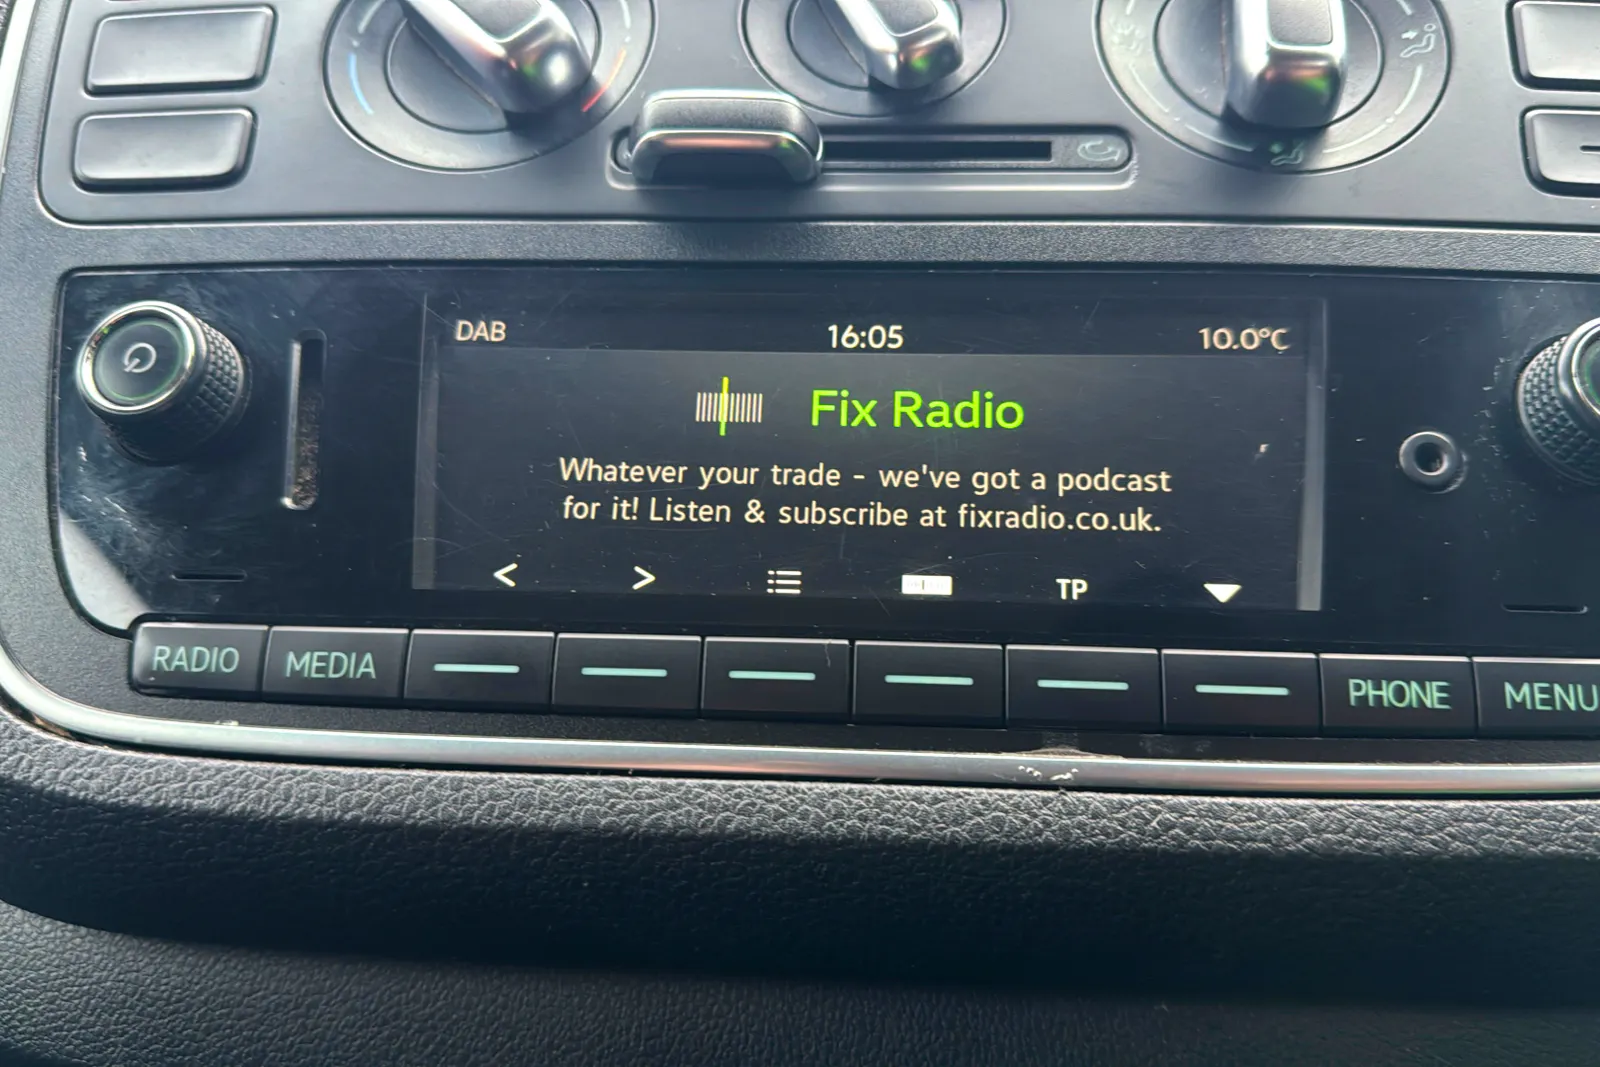 DAB 16:05 10.0°C
Fix Radio
Whatever your trade - we've got a podcast
for it! Listen & subscribe at fixradio.co.uk.
< > TP
RADIO MEDIA PHONE MENU